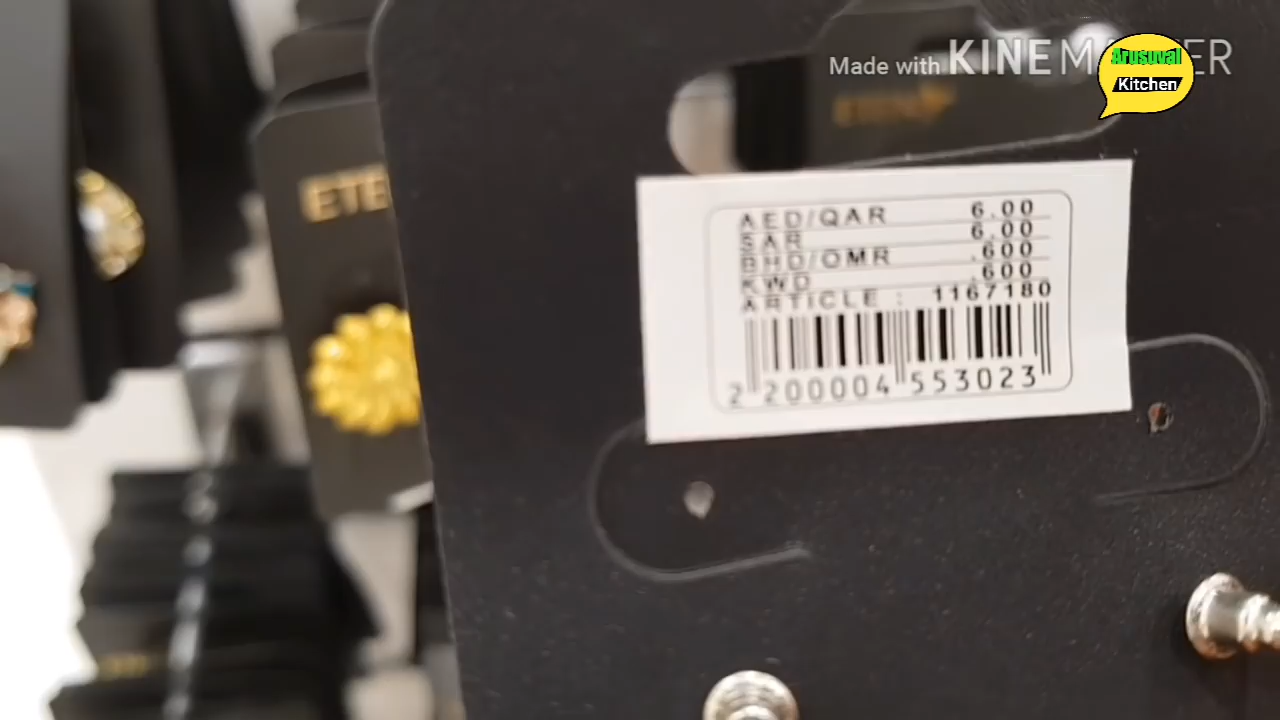 Made with KINEMASTER
Arusuval
Kitchen
ETE
AED/QAR 6.00
SAR 6.00
BHD/OMR .600
KWD .600
ARTICLE : 1167180
2 200004 553023